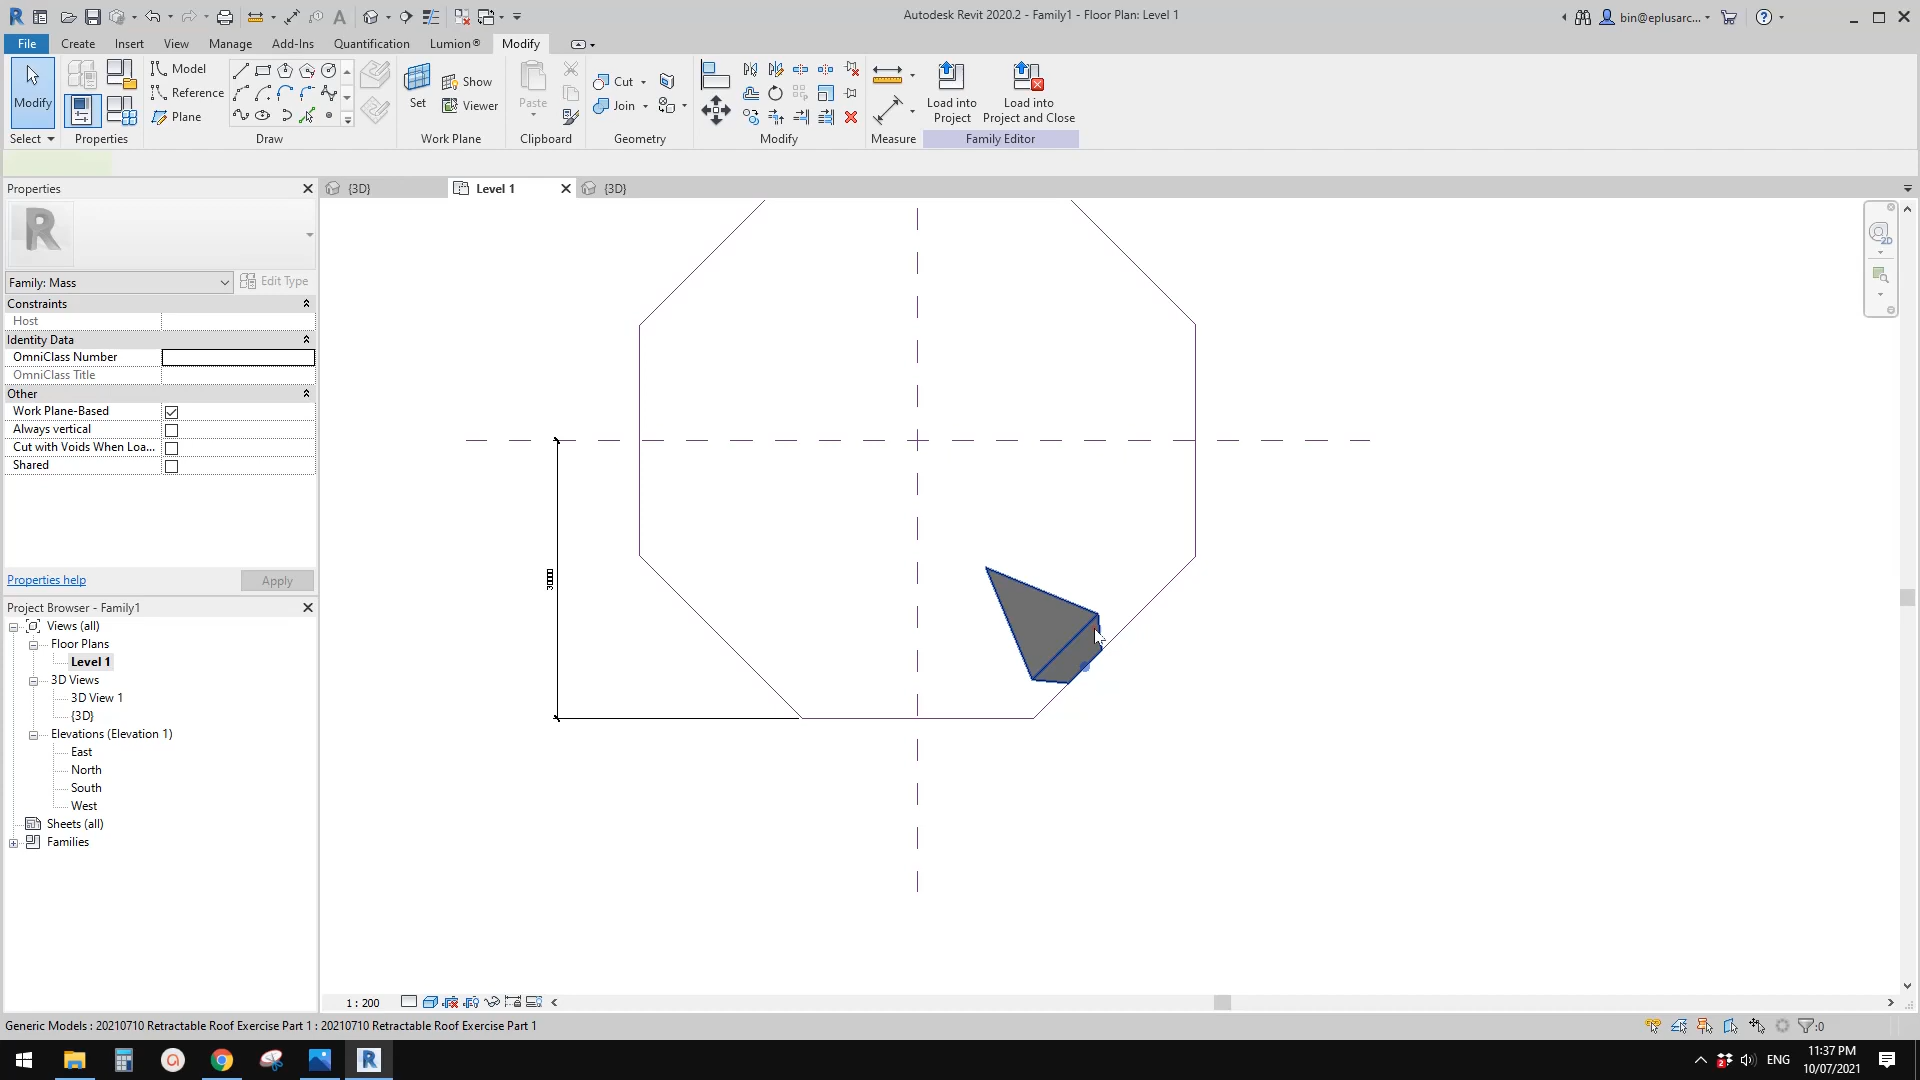 Autodesk Revit 2020.2 - Family1 - Floor Plan: Level 1
bin@eplusarc...
File Create View Insert Manage Add-Ins Quantification Lumion® Modify
Modify
Select
Properties
Model
Reference
Plane
Draw
Set
Show
Viewer
Work Plane
Paste
Clipboard
Cut
Join
Geometry
Modify
Measure
Load into
Project
Load into
Project and Close
Family Editor
Properties
{3D}
Level 1
{3D}
Family: Mass
Edit Type
Constraints
Host
Identity Data
OmniClass Number
OmniClass Title
Other
Work Plane-Based
Always vertical
Cut with Voids When Loa...
Shared
Properties help
Apply
Project Browser - Family1
Views (all)
Floor Plans
Level 1
3D Views
3D View 1
{3D}
Elevations (Elevation 1)
East
North
South
West
Sheets (all)
Families
2D
1 : 200
Generic Models : 20210710 Retractable Roof Exercise Part 1 : 20210710 Retractable Roof Exercise Part 1
:0
ENG
11:37 PM
10/07/2021